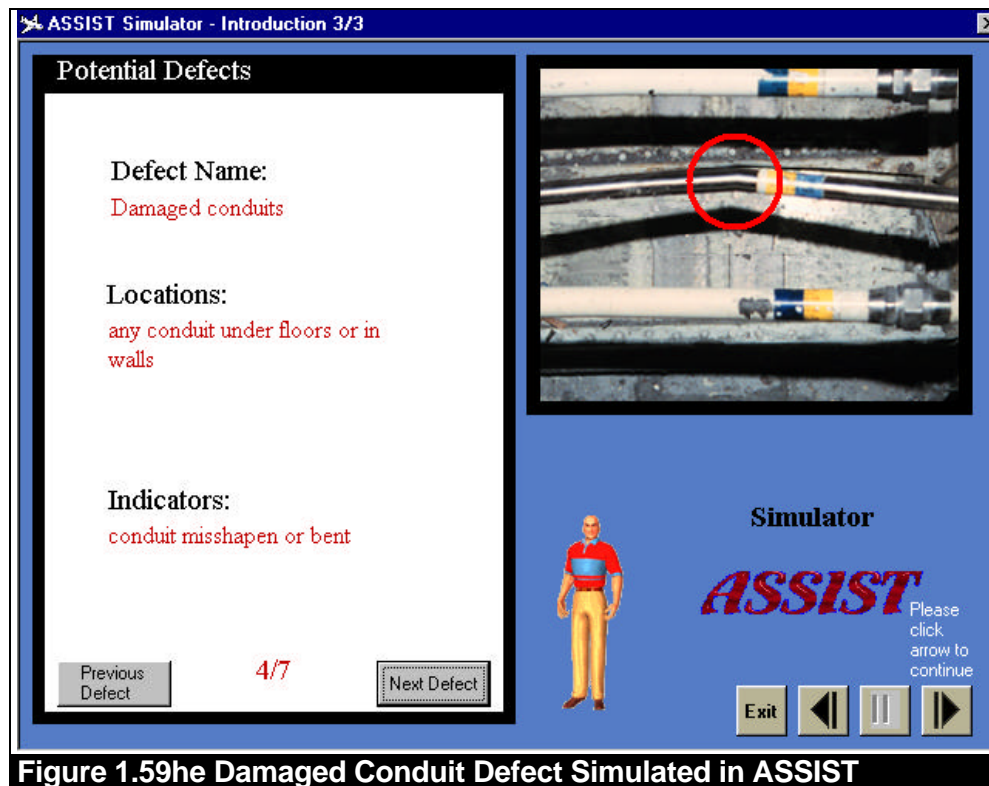 ASSIST Simulator - Introduction 3/3
Potential Defects
Defect Name:
Damaged conduits
Locations:
any conduit under floors or in
walls
Indicators:
conduit misshapen or bent
Previous
Defect
4/7
Next Defect
Simulator
ASSIST
Please
click
arrow to
continue
Exit
Figure 1.59he Damaged Conduit Defect Simulated in ASSIST